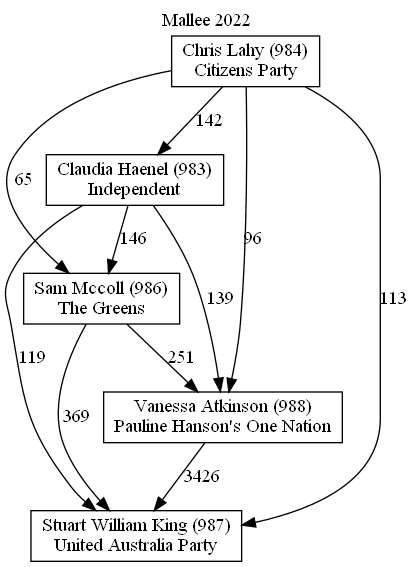 Mallee 2022
Chris Lahy (984)
Citizens Party
142
Claudia Haenel (983)
Independent
65
146
96
Sam Mccoll (986)
The Greens
139
113
119
251
369
Vanessa Atkinson (988)
Pauline Hanson's One Nation
3426
Stuart William King (987)
United Australia Party